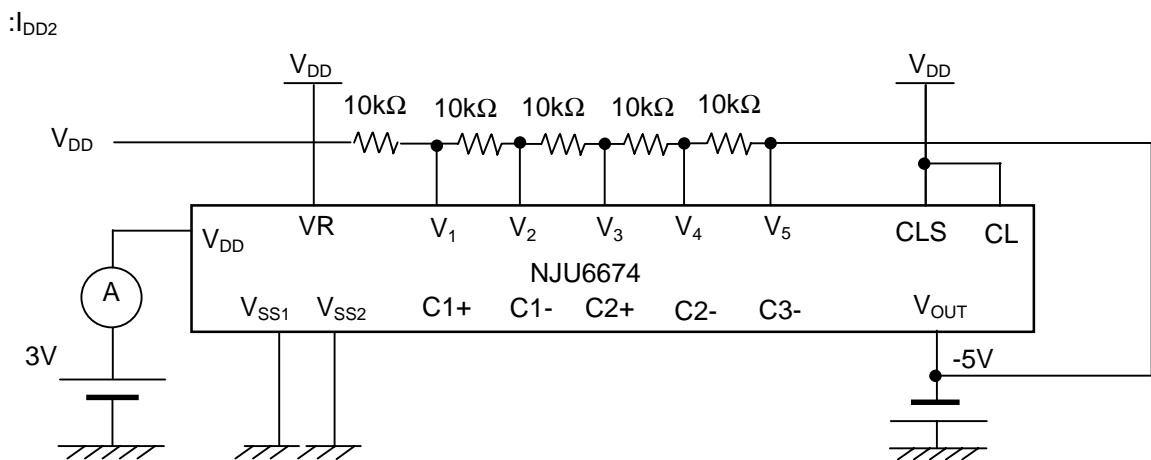 :IDD2
VDD VDD
10kΩ 10kΩ 10kΩ 10kΩ 10kΩ
VDD
VR V1 V2 V3 V4 V5 CLS CL
VDD
NJU6674
A
VSS1 VSS2 C1+ C1- C2+ C2- C3- VOUT
3V -5V